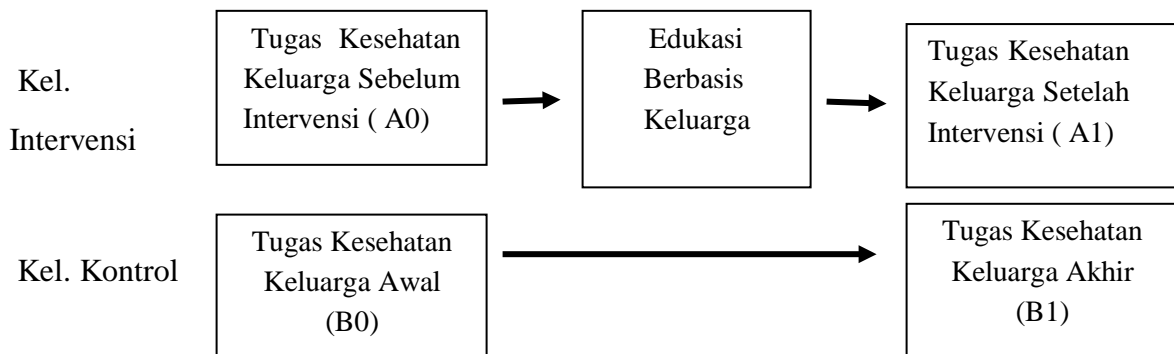 Kel.
Intervensi
Tugas Kesehatan
Keluarga Sebelum
Intervensi ( A0)
Edukasi
Berbasis
Keluarga
Tugas Kesehatan
Keluarga Setelah
Intervensi ( A1)
Kel. Kontrol
Tugas Kesehatan
Keluarga Awal
(B0)
Tugas Kesehatan
Keluarga Akhir
(B1)